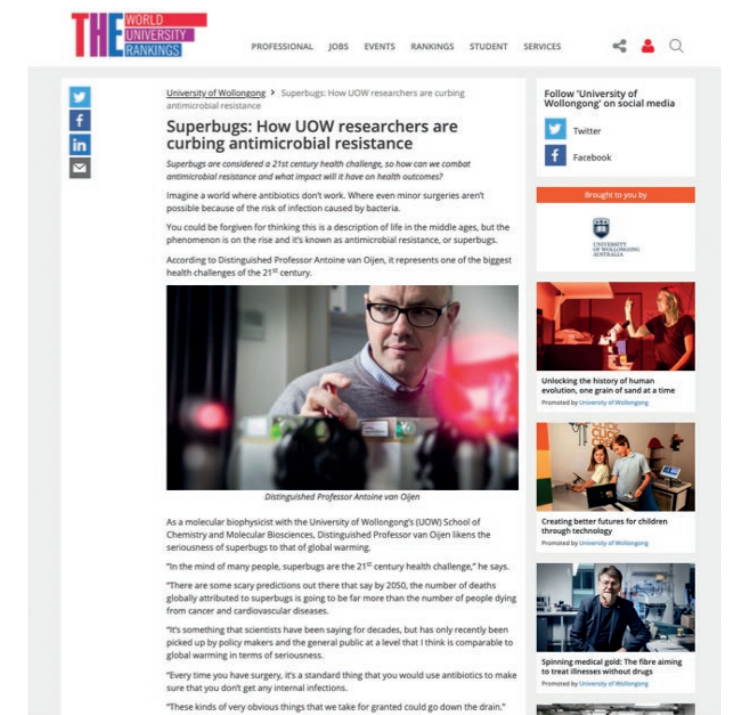 THE WORLD
UNIVERSITY
RANKINGS
PROFESSIONAL JOBS EVENTS RANKINGS STUDENT SERVICES
University of Wollongong > Superbugs: How UOW researchers are curbing
antimicrobial resistance
Superbugs: How UOW researchers are
curbing antimicrobial resistance
Superbugs are considered a 21st century health challenge, so how can we combat
antimicrobial resistance and what impact will it have on health outcomes?
Imagine a world where antibiotics don't work. Where even minor surgeries aren't
possible because of the risk of infection caused by bacteria.
You could be forgiven for thinking this is a description of life in the middle ages, but the
phenomenon is on the rise and it's known as antimicrobial resistance, or superbugs.
According to Distinguished Professor Antoine van Oijen, it represents one of the biggest
health challenges of the 21st century.
Distinguished Professor Antoine van Oijen
As a molecular biophysicist with the University of Wollongong's (UOW) School of
Chemistry and Molecular Biosciences, Distinguished Professor van Oijen likens the
seriousness of superbugs to that of global warming.
"In the mind of many people, superbugs are the 21st century health challenge," he says.
"There are some scary predictions out there that say by 2050, the number of deaths
globally attributed to superbugs is going to be far more than the number of people dying
from cancer and cardiovascular diseases.
"It's something that scientists have been saying for decades, but has only recently been
picked up by policy makers and the general public at a level that I think is comparable to
global warming in terms of seriousness.
"Every time you have surgery, it's a standard thing that you would use antibiotics to make
sure that you don't get any internal infections.
"These kinds of very obvious things that we take for granted could go down the drain."
Follow 'University of
Wollongong' on social media
Twitter
Facebook
Brought to you by
UNIVERSITY
OF WOLLONGONG
AUSTRALIA
Unlocking the history of human
evolution, one grain of sand at a time
Promoted by University of Wollongong
Creating better futures for children
through technology
Promoted by University of Wollongong
Spinning medical gold: The fibre aiming
to treat illnesses without drugs
Promoted by University of Wollongong